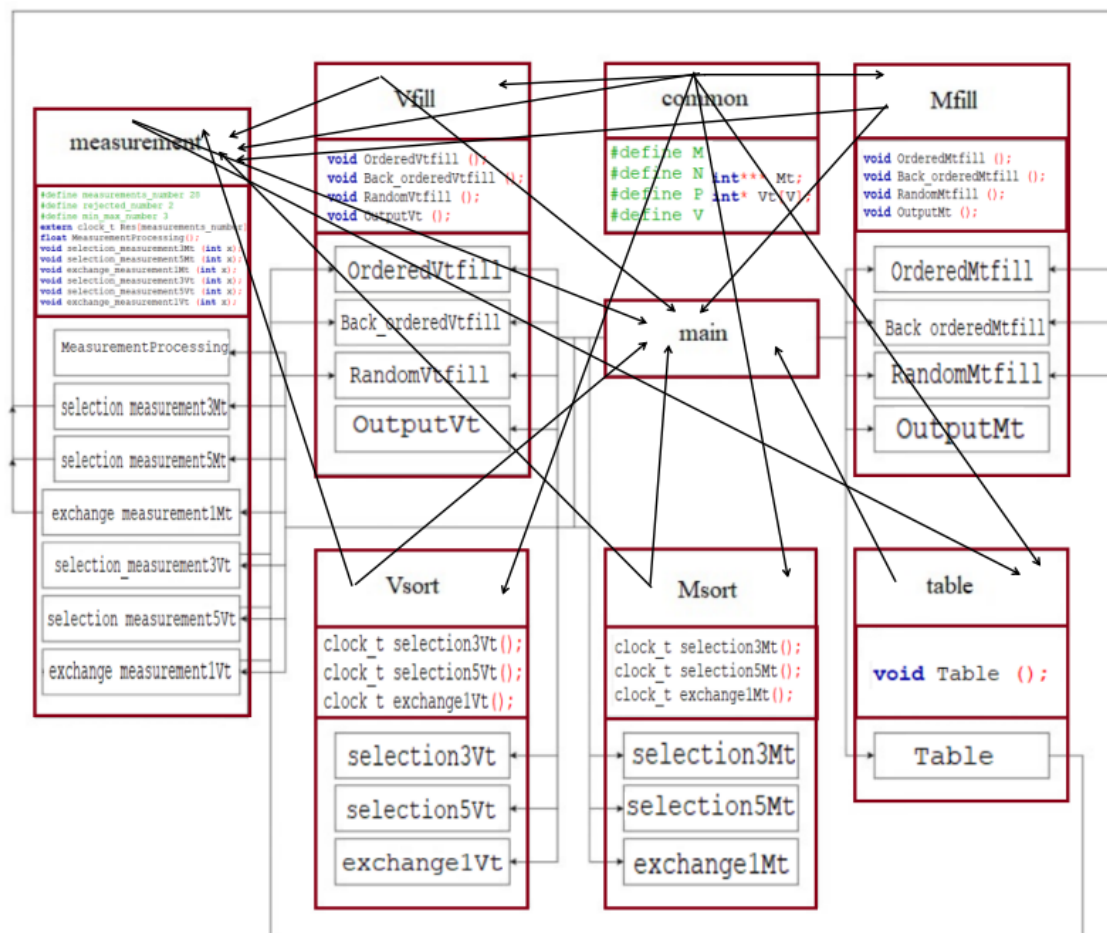 measurement
#define measurements_number 20
#define rejected_number 2
#define min_max_number 3
extern clock_t Res[measurements_number]
float MeasurementProcessing();
void selection_measurement3Mt (int x);
void selection_measurement5Mt (int x);
void exchange_measurement1Mt (int x);
void selection_measurement3Vt (int x);
void selection_measurement5Vt (int x);
void exchange_measurement1Vt (int x);
MeasurementProcessing
selection measurement3Mt
selection measurement5Mt
exchange measurement1Mt
selection_measurement3Vt
selection measurement5Vt
exchange measurement1Vt
Vfill
void OrderedVtfill ();
void Back_orderedVtfill ();
void RandomVtfill ();
void OutputVt ();
OrderedVtfill
Back_orderedVtfill
RandomVtfill
OutputVt
common
#define M
#define N int*** Mt;
#define P int* Vt[V];
#define V
main
Mfill
void OrderedMtfill ();
void Back_orderedMtfill ();
void RandomMtfill ();
void OutputMt ();
OrderedMtfill
Back orderedMtfill
RandomMtfill
OutputMt
Vsort
clock_t selection3Vt();
clock_t selection5Vt();
clock t exchange1Vt();
selection3Vt
selection5Vt
exchange1Vt
Msort
clock_t selection3Mt();
clock_t selection5Mt();
clock_t exchange1Mt();
selection3Mt
selection5Mt
exchange1Mt
table
void Table ();
Table